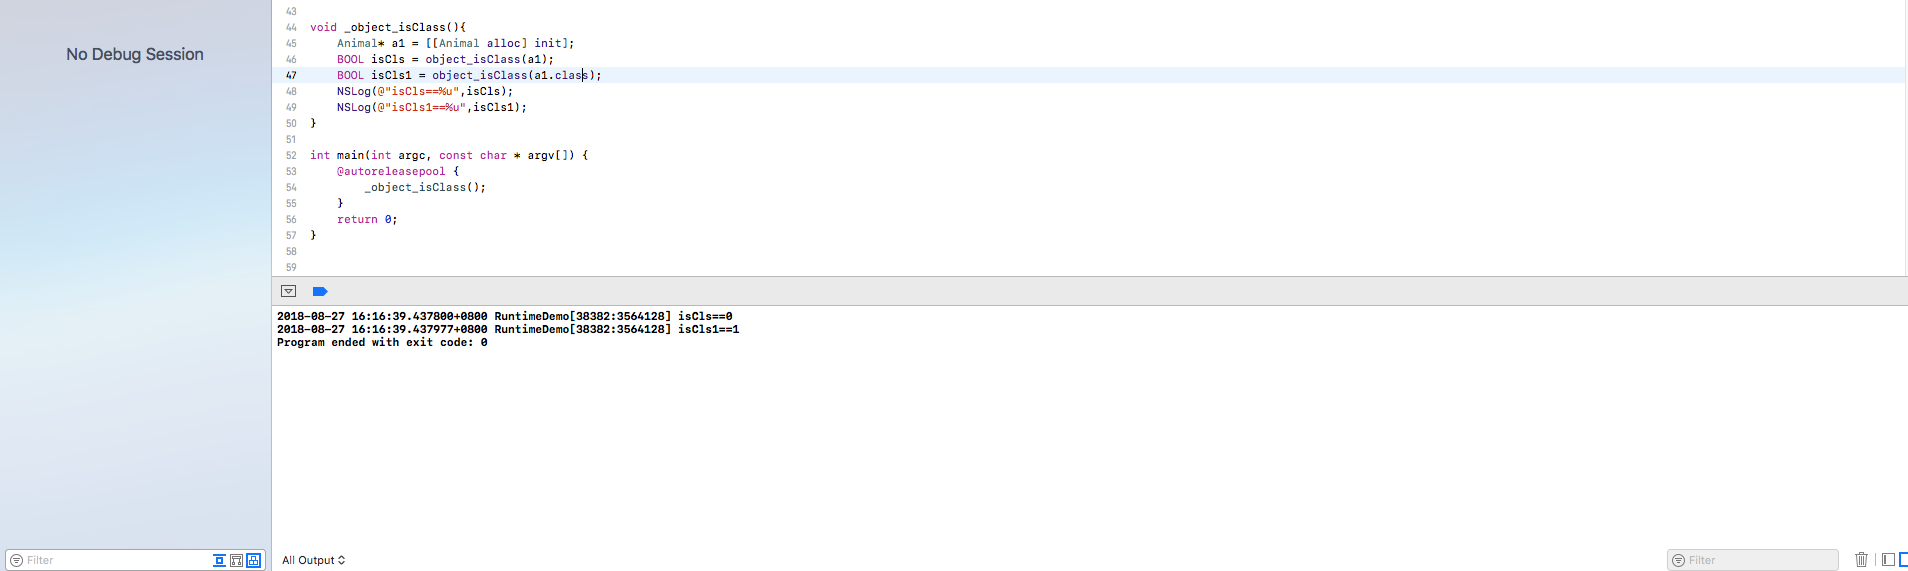 No Debug Session
43
44 void _object_isClass(){
45     Animal* a1 = [[Animal alloc] init];
46     BOOL isCls = object_isClass(a1);
47     BOOL isCls1 = object_isClass(a1.class);
48     NSLog(@"isCls==%u",isCls);
49     NSLog(@"isCls1==%u",isCls1);
50 }
51
52 int main(int argc, const char * argv[]) {
53     @autoreleasepool {
54         _object_isClass();
55     }
56     return 0;
57 }
58
59
2018-08-27 16:16:39.437800+0800 RuntimeDemo[38382:3564128] isCls==0
2018-08-27 16:16:39.437977+0800 RuntimeDemo[38382:3564128] isCls1==1
Program ended with exit code: 0
Filter
All Output
Filter